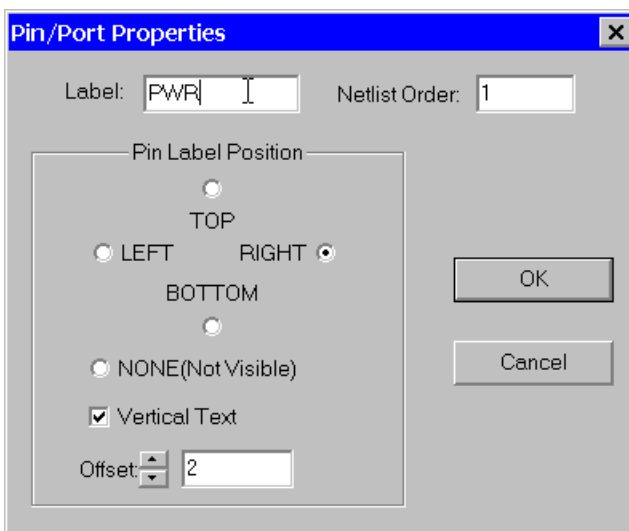 Pin/Port Properties
Label: PWR Netlist Order: 1
Pin Label Position
TOP
LEFT RIGHT
BOTTOM
OK
NONE(Not Visible)
Cancel
Vertical Text
Offset: 2